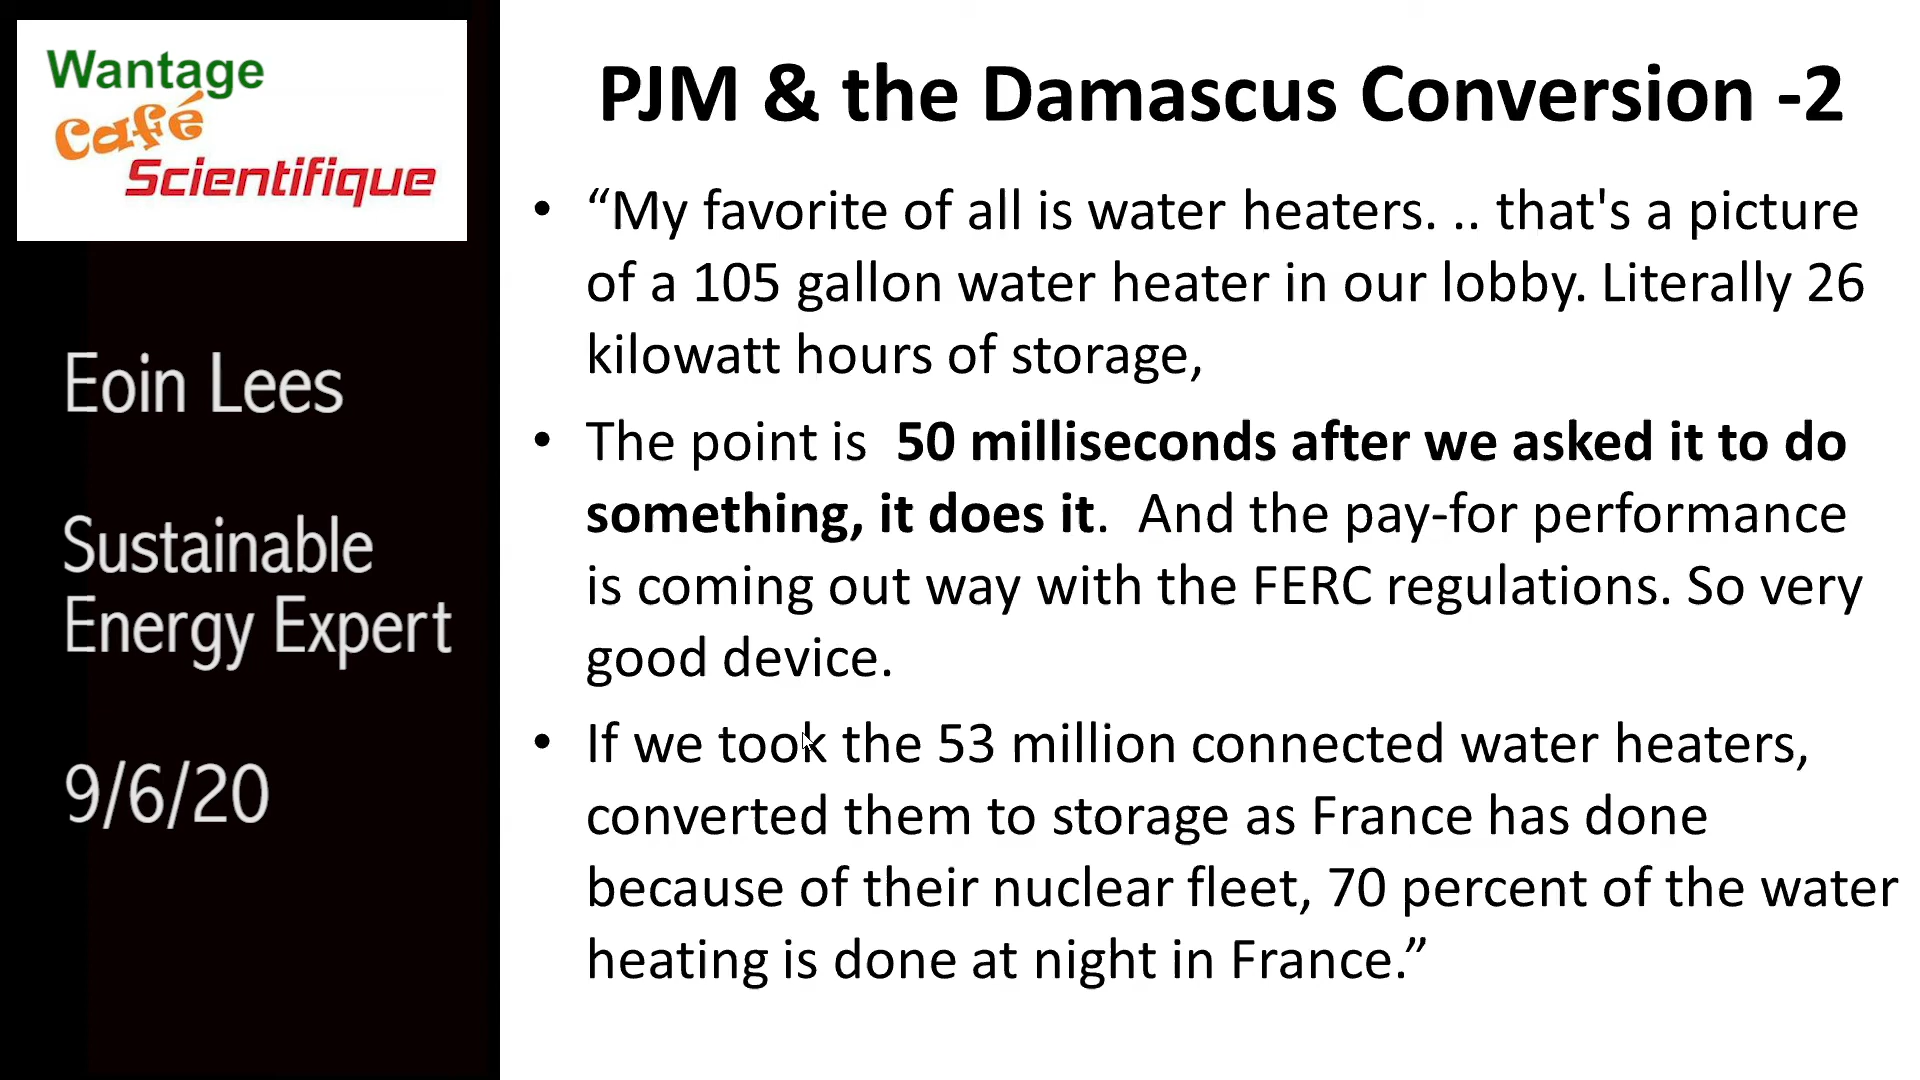 Wantage
Café
Scientifique
Eoin Lees
Sustainable
Energy Expert
9/6/20
PJM & the Damascus Conversion -2
• “My favorite of all is water heaters. .. that's a picture
of a 105 gallon water heater in our lobby. Literally 26
kilowatt hours of storage,
• The point is  50 milliseconds after we asked it to do
something, it does it.  And the pay-for performance
is coming out way with the FERC regulations. So very
good device.
• If we took the 53 million connected water heaters,
converted them to storage as France has done
because of their nuclear fleet, 70 percent of the water
heating is done at night in France.”